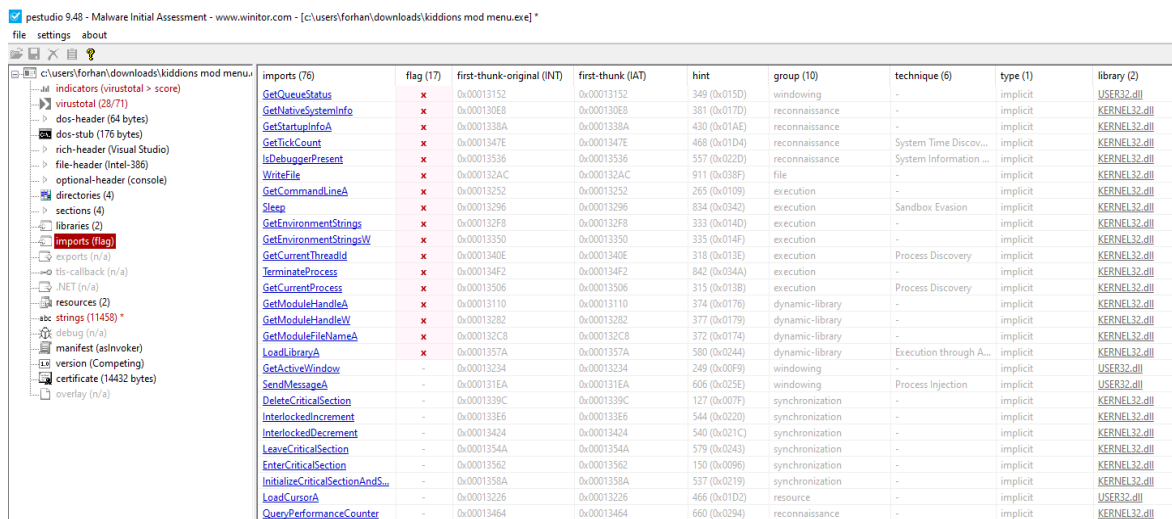 pestudio 9.48 - Malware Initial Assessment - www.winitor.com - [c:\users\forhan\downloads\kiddions mod menu.exe] *
file settings about
c:\users\forhan\downloads\kiddions mod menu.
indicators (virustotal > score)
virustotal (28/71)
dos-header (64 bytes)
dos-stub (176 bytes)
rich-header (Visual Studio)
file-header (Intel-386)
optional-header (console)
directories (4)
sections (4)
libraries (2)
imports (flag)
exports (n/a)
tls-callback (n/a)
.NET (n/a)
resources (2)
abc strings (11458) *
debug (n/a)
manifest (asInvoker)
1.0 version (Competing)
certificate (14432 bytes)
overlay (n/a)
imports (76) flag (17) first-thunk-original (INT) first-thunk (IAT) hint group (10) technique (6) type (1) library (2)
GetQueueStatus x 0x00013152 0x00013152 349 (0x015D) windowing - implicit USER32.dll
GetNativeSystemInfo x 0x000130E8 0x000130E8 381 (0x017D) reconnaissance - implicit KERNEL32.dll
GetStartupInfoA x 0x0001338A 0x0001338A 430 (0x01AE) reconnaissance - implicit KERNEL32.dll
GetTickCount x 0x0001347E 0x0001347E 468 (0x01D4) reconnaissance System Time Discov... implicit KERNEL32.dll
IsDebuggerPresent x 0x00013536 0x00013536 557 (0x022D) reconnaissance System Information ... implicit KERNEL32.dll
WriteFile x 0x000132AC 0x000132AC 911 (0x038F) file - implicit KERNEL32.dll
GetCommandLineA x 0x00013252 0x00013252 265 (0x0109) execution - implicit KERNEL32.dll
Sleep x 0x00013296 0x00013296 834 (0x0342) execution Sandbox Evasion implicit KERNEL32.dll
GetEnvironmentStrings x 0x000132F8 0x000132F8 333 (0x014D) execution - implicit KERNEL32.dll
GetEnvironmentStringsW x 0x00013350 0x00013350 335 (0x014F) execution - implicit KERNEL32.dll
GetCurrentThreadId x 0x0001340E 0x0001340E 318 (0x013E) execution Process Discovery implicit KERNEL32.dll
TerminateProcess x 0x000134F2 0x000134F2 842 (0x034A) execution - implicit KERNEL32.dll
GetCurrentProcess x 0x00013506 0x00013506 315 (0x013B) execution Process Discovery implicit KERNEL32.dll
GetModuleHandleA x 0x00013110 0x00013110 374 (0x0176) dynamic-library - implicit KERNEL32.dll
GetModuleHandleW x 0x00013282 0x00013282 377 (0x0179) dynamic-library - implicit KERNEL32.dll
GetModuleFileNameA x 0x000132C8 0x000132C8 372 (0x0174) dynamic-library - implicit KERNEL32.dll
LoadLibraryA x 0x0001357A 0x0001357A 580 (0x0244) dynamic-library Execution through A... implicit KERNEL32.dll
GetActiveWindow - 0x00013234 0x00013234 249 (0x00F9) windowing - implicit USER32.dll
SendMessageA - 0x000131EA 0x000131EA 606 (0x025E) windowing Process Injection implicit USER32.dll
DeleteCriticalSection - 0x0001339C 0x0001339C 127 (0x007F) synchronization - implicit KERNEL32.dll
InterlockedIncrement - 0x000133E6 0x000133E6 544 (0x0220) synchronization - implicit KERNEL32.dll
InterlockedDecrement - 0x00013424 0x00013424 540 (0x021C) synchronization - implicit KERNEL32.dll
LeaveCriticalSection - 0x0001354A 0x0001354A 579 (0x0243) synchronization - implicit KERNEL32.dll
EnterCriticalSection - 0x00013562 0x00013562 150 (0x0096) synchronization - implicit KERNEL32.dll
InitializeCriticalSectionAndS... - 0x0001358A 0x0001358A 537 (0x0219) synchronization - implicit KERNEL32.dll
LoadCursorA - 0x00013226 0x00013226 466 (0x01D2) resource - implicit USER32.dll
QueryPerformanceCounter - 0x00013464 0x00013464 660 (0x0294) reconnaissance - implicit KERNEL32.dll